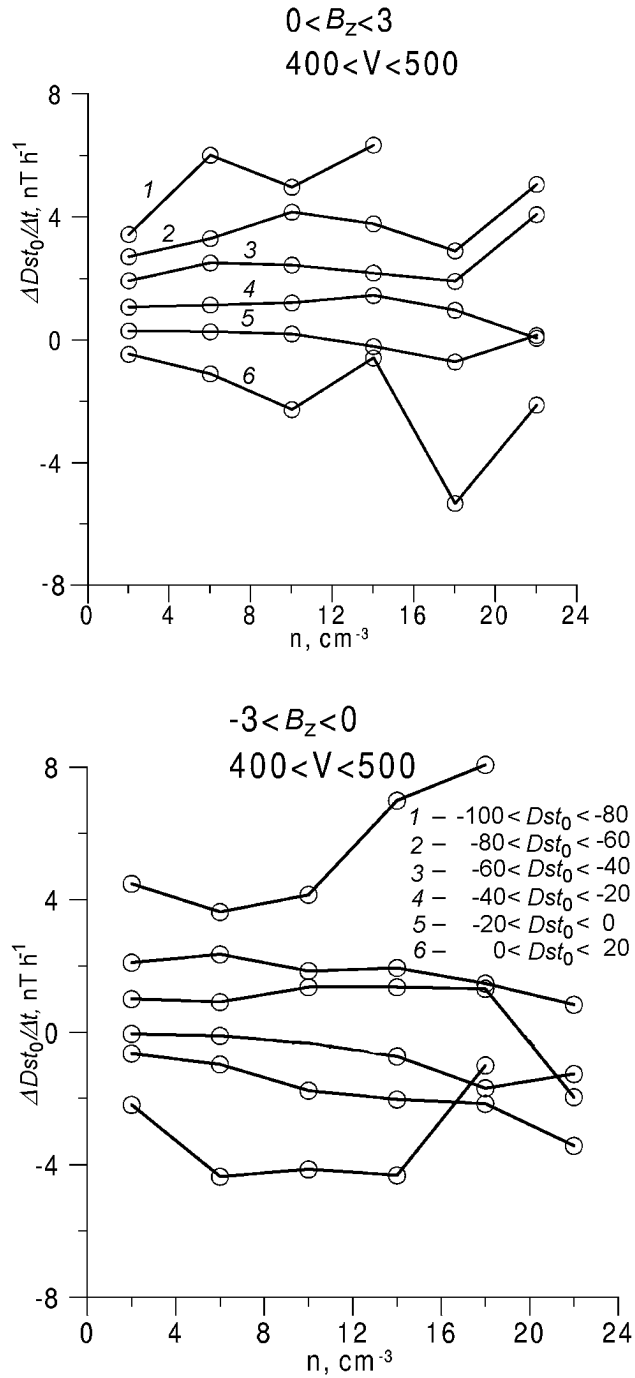 0<Bz<3
400<V<500
ΔDst0/Δt, nT h-1
8
4
0
-4
-8
1
2
3
4
5
6
0 4 8 12 16 20 24
n, cm-3
-3<Bz<0
400<V<500
ΔDst0/Δt, nT h-1
8
4
0
-4
-8
1 – -100< Dst0 < -80
2 – -80< Dst0 < -60
3 – -60< Dst0 < -40
4 – -40< Dst0 < -20
5 – -20< Dst0 < 0
6 – 0< Dst0 < 20
0 4 8 12 16 20 24
n, cm-3